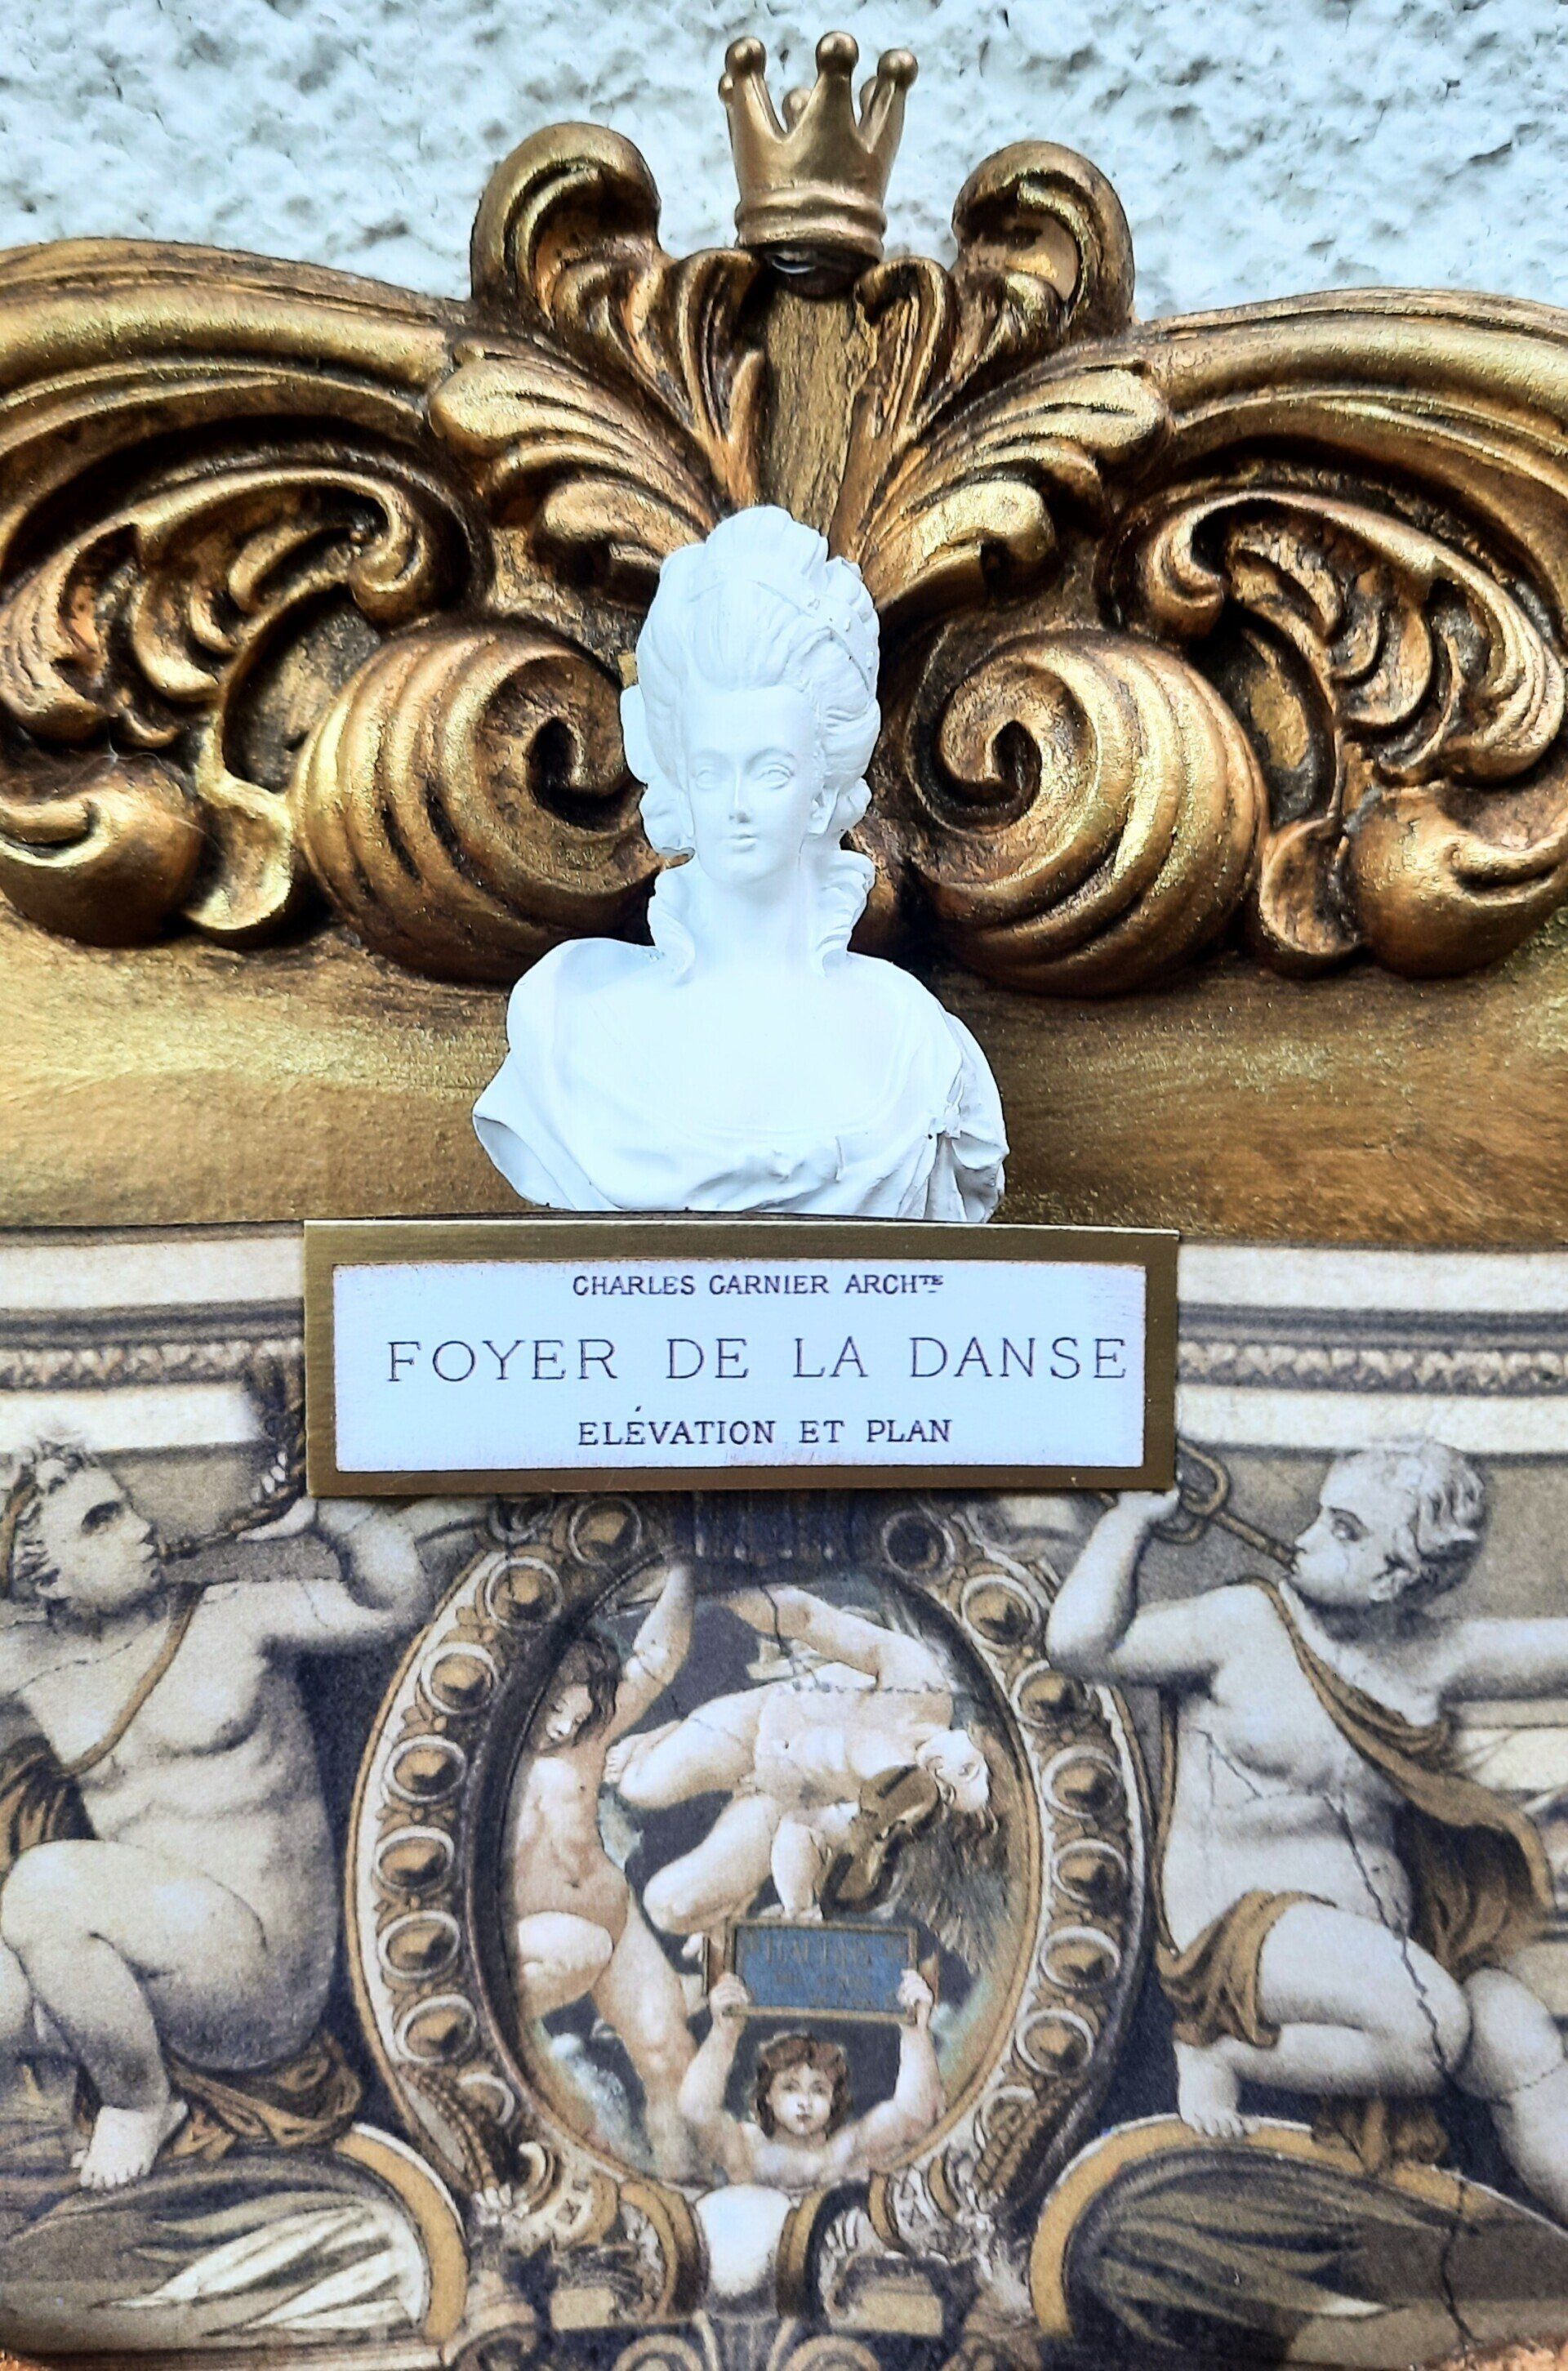 CHARLES GARNIER ARCHTE
FOYER DE LA DANSE
ELÉVATION ET PLAN